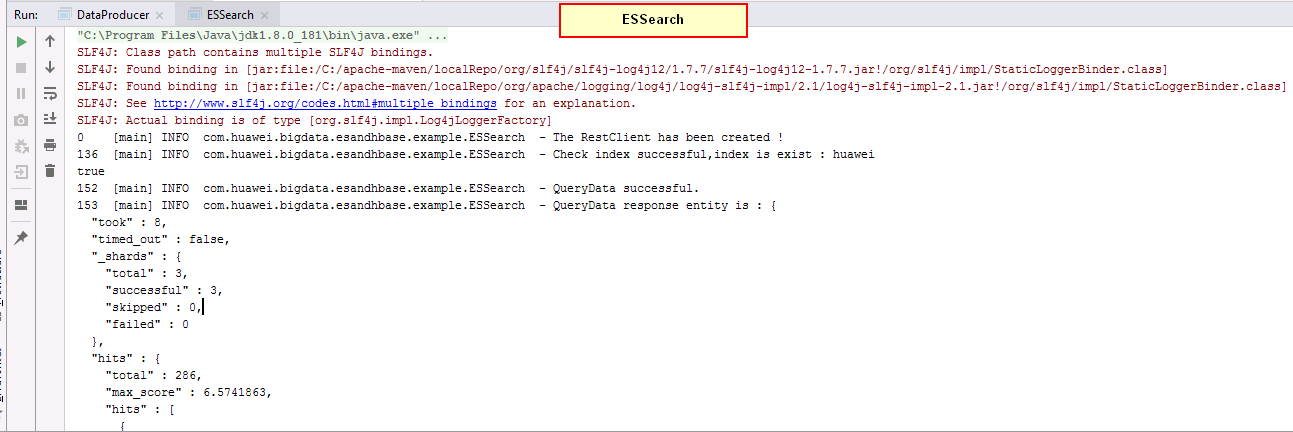 Run: DataProducer × ESSearch ×
ESSearch
"C:\Program Files\Java\jdk1.8.0_181\bin\java.exe" ...
SLF4J: Class path contains multiple SLF4J bindings.
SLF4J: Found binding in [jar:file:/C:/apache-maven/localRepo/org/slf4j/slf4j-log4j12/1.7.7/slf4j-log4j12-1.7.7.jar!/org/slf4j/impl/StaticLoggerBinder.class]
SLF4J: Found binding in [jar:file:/C:/apache-maven/localRepo/org/apache/logging/log4j/log4j-slf4j-impl/2.1/log4j-slf4j-impl-2.1.jar!/org/slf4j/impl/StaticLoggerBinder.class]
SLF4J: See http://www.slf4j.org/codes.html#multiple_bindings for an explanation.
SLF4J: Actual binding is of type [org.slf4j.impl.Log4jLoggerFactory]
0 [main] INFO com.huawei.bigdata.esandhbase.example.ESSearch - The RestClient has been created !
136 [main] INFO com.huawei.bigdata.esandhbase.example.ESSearch - Check index successful,index is exist : huawei
true
152 [main] INFO com.huawei.bigdata.esandhbase.example.ESSearch - QueryData successful.
153 [main] INFO com.huawei.bigdata.esandhbase.example.ESSearch - QueryData response entity is : {
"took" : 8,
"timed_out" : false,
"_shards" : {
"total" : 3,
"successful" : 3,
"skipped" : 0,
"failed" : 0
},
"hits" : {
"total" : 286,
"max_score" : 6.5741863,
"hits" : [
{